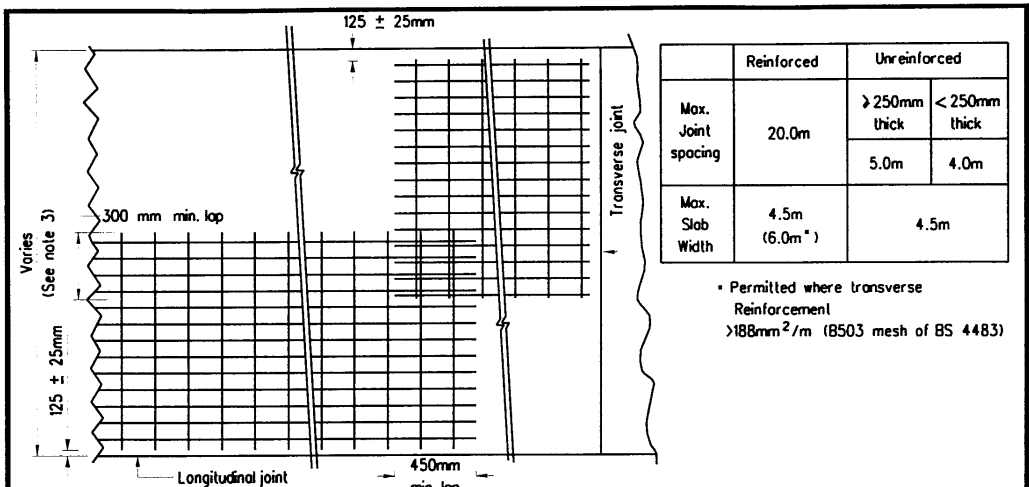 125 ± 25mm
Reinforced
Unreinforced
Max.
Joint
spacing
20.0m
⩾250mm
thick
<250mm
thick
5.0m
4.0m
Max.
Slab
Width
4.5m
(6.0m*)
4.5m
* Permitted where transverse
Reinforcement
>188mm²/m (B503 mesh of BS 4483)
Transverse joint
300 mm min. lap
Varies
(See note 3)
125 ± 25mm
Longitudinal joint
450mm
min. lap